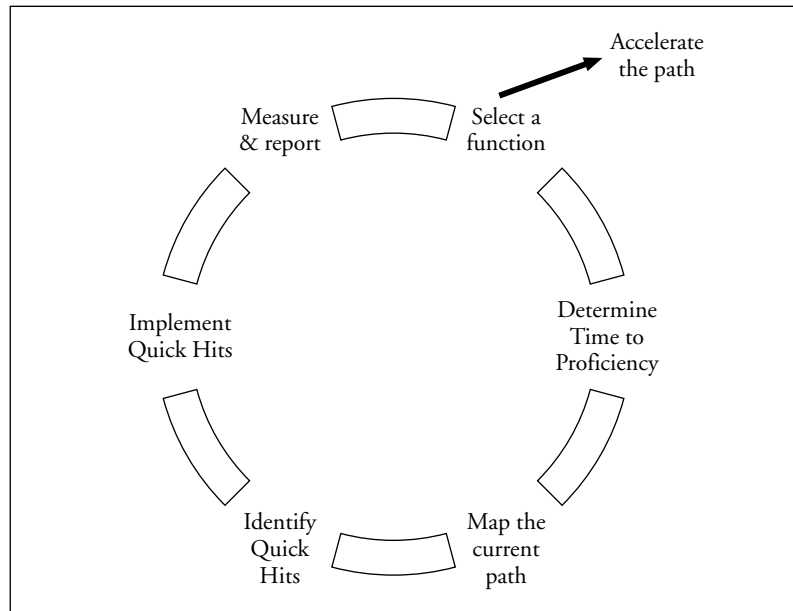 Accelerate
the path
Measure
& report
Select a
function
Implement
Quick Hits
Determine
Time to
Proficiency
Identify
Quick
Hits
Map the
current
path